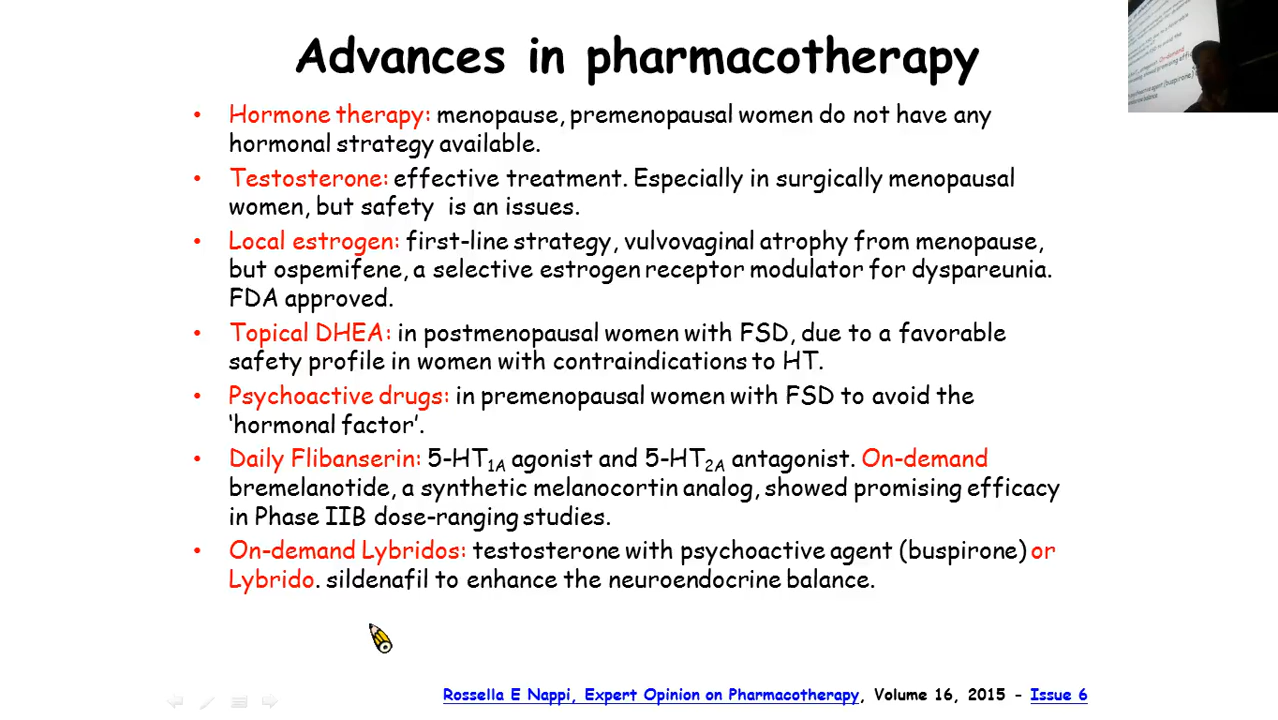 Advances in pharmacotherapy
• Hormone therapy: menopause, premenopausal women do not have any
hormonal strategy available.
• Testosterone: effective treatment. Especially in surgically menopausal
women, but safety is an issues.
• Local estrogen: first-line strategy, vulvovaginal atrophy from menopause,
but ospemifene, a selective estrogen receptor modulator for dyspareunia.
FDA approved.
• Topical DHEA: in postmenopausal women with FSD, due to a favorable
safety profile in women with contraindications to HT.
• Psychoactive drugs: in premenopausal women with FSD to avoid the
‘hormonal factor’.
• Daily Flibanserin: 5-HT1A agonist and 5-HT2A antagonist. On-demand
bremelanotide, a synthetic melanocortin analog, showed promising efficacy
in Phase IIB dose-ranging studies.
• On-demand Lybridos: testosterone with psychoactive agent (buspirone) or
Lybrido. sildenafil to enhance the neuroendocrine balance.
Rossella E Nappi, Expert Opinion on Pharmacotherapy, Volume 16, 2015 - Issue 6